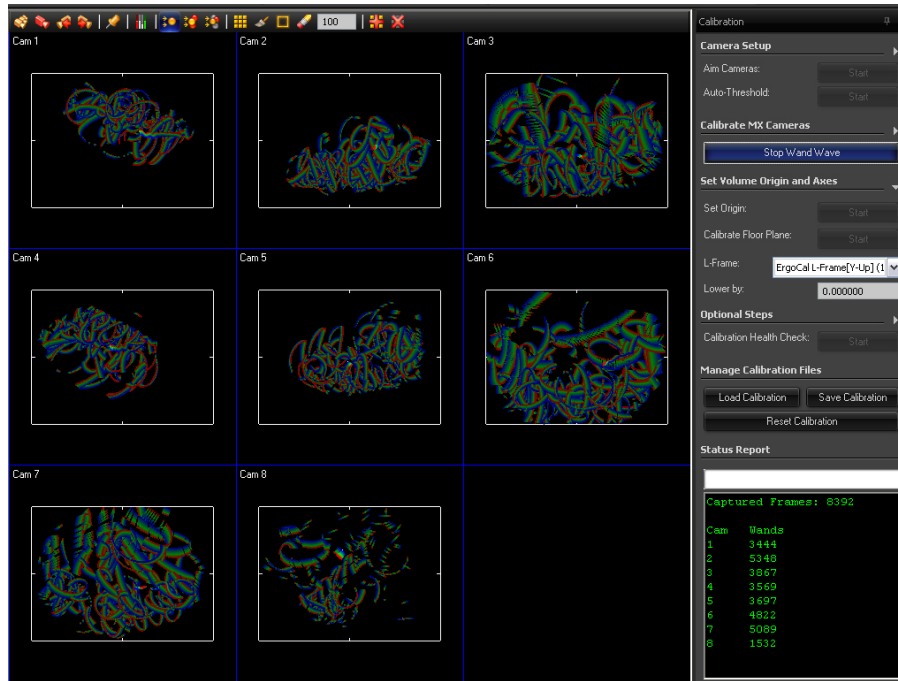 100
Cam 1
Cam 2
Cam 3
Cam 4
Cam 5
Cam 6
Cam 7
Cam 8
Calibration
Camera Setup
Aim Cameras: Start
Auto-Threshold: Start
Calibrate MX Cameras
Stop Wand Wave
Set Volume Origin and Axes
Set Origin: Start
Calibrate Floor Plane: Start
L-Frame: ErgoCal L-Frame[Y-Up] (1
Lower by: 0.000000
Optional Steps
Calibration Health Check: Start
Manage Calibration Files
Load Calibration Save Calibration
Reset Calibration
Status Report
Captured Frames: 8392
Cam Wands
1 3444
2 5348
3 3867
4 3569
5 3697
6 4822
7 5089
8 1532